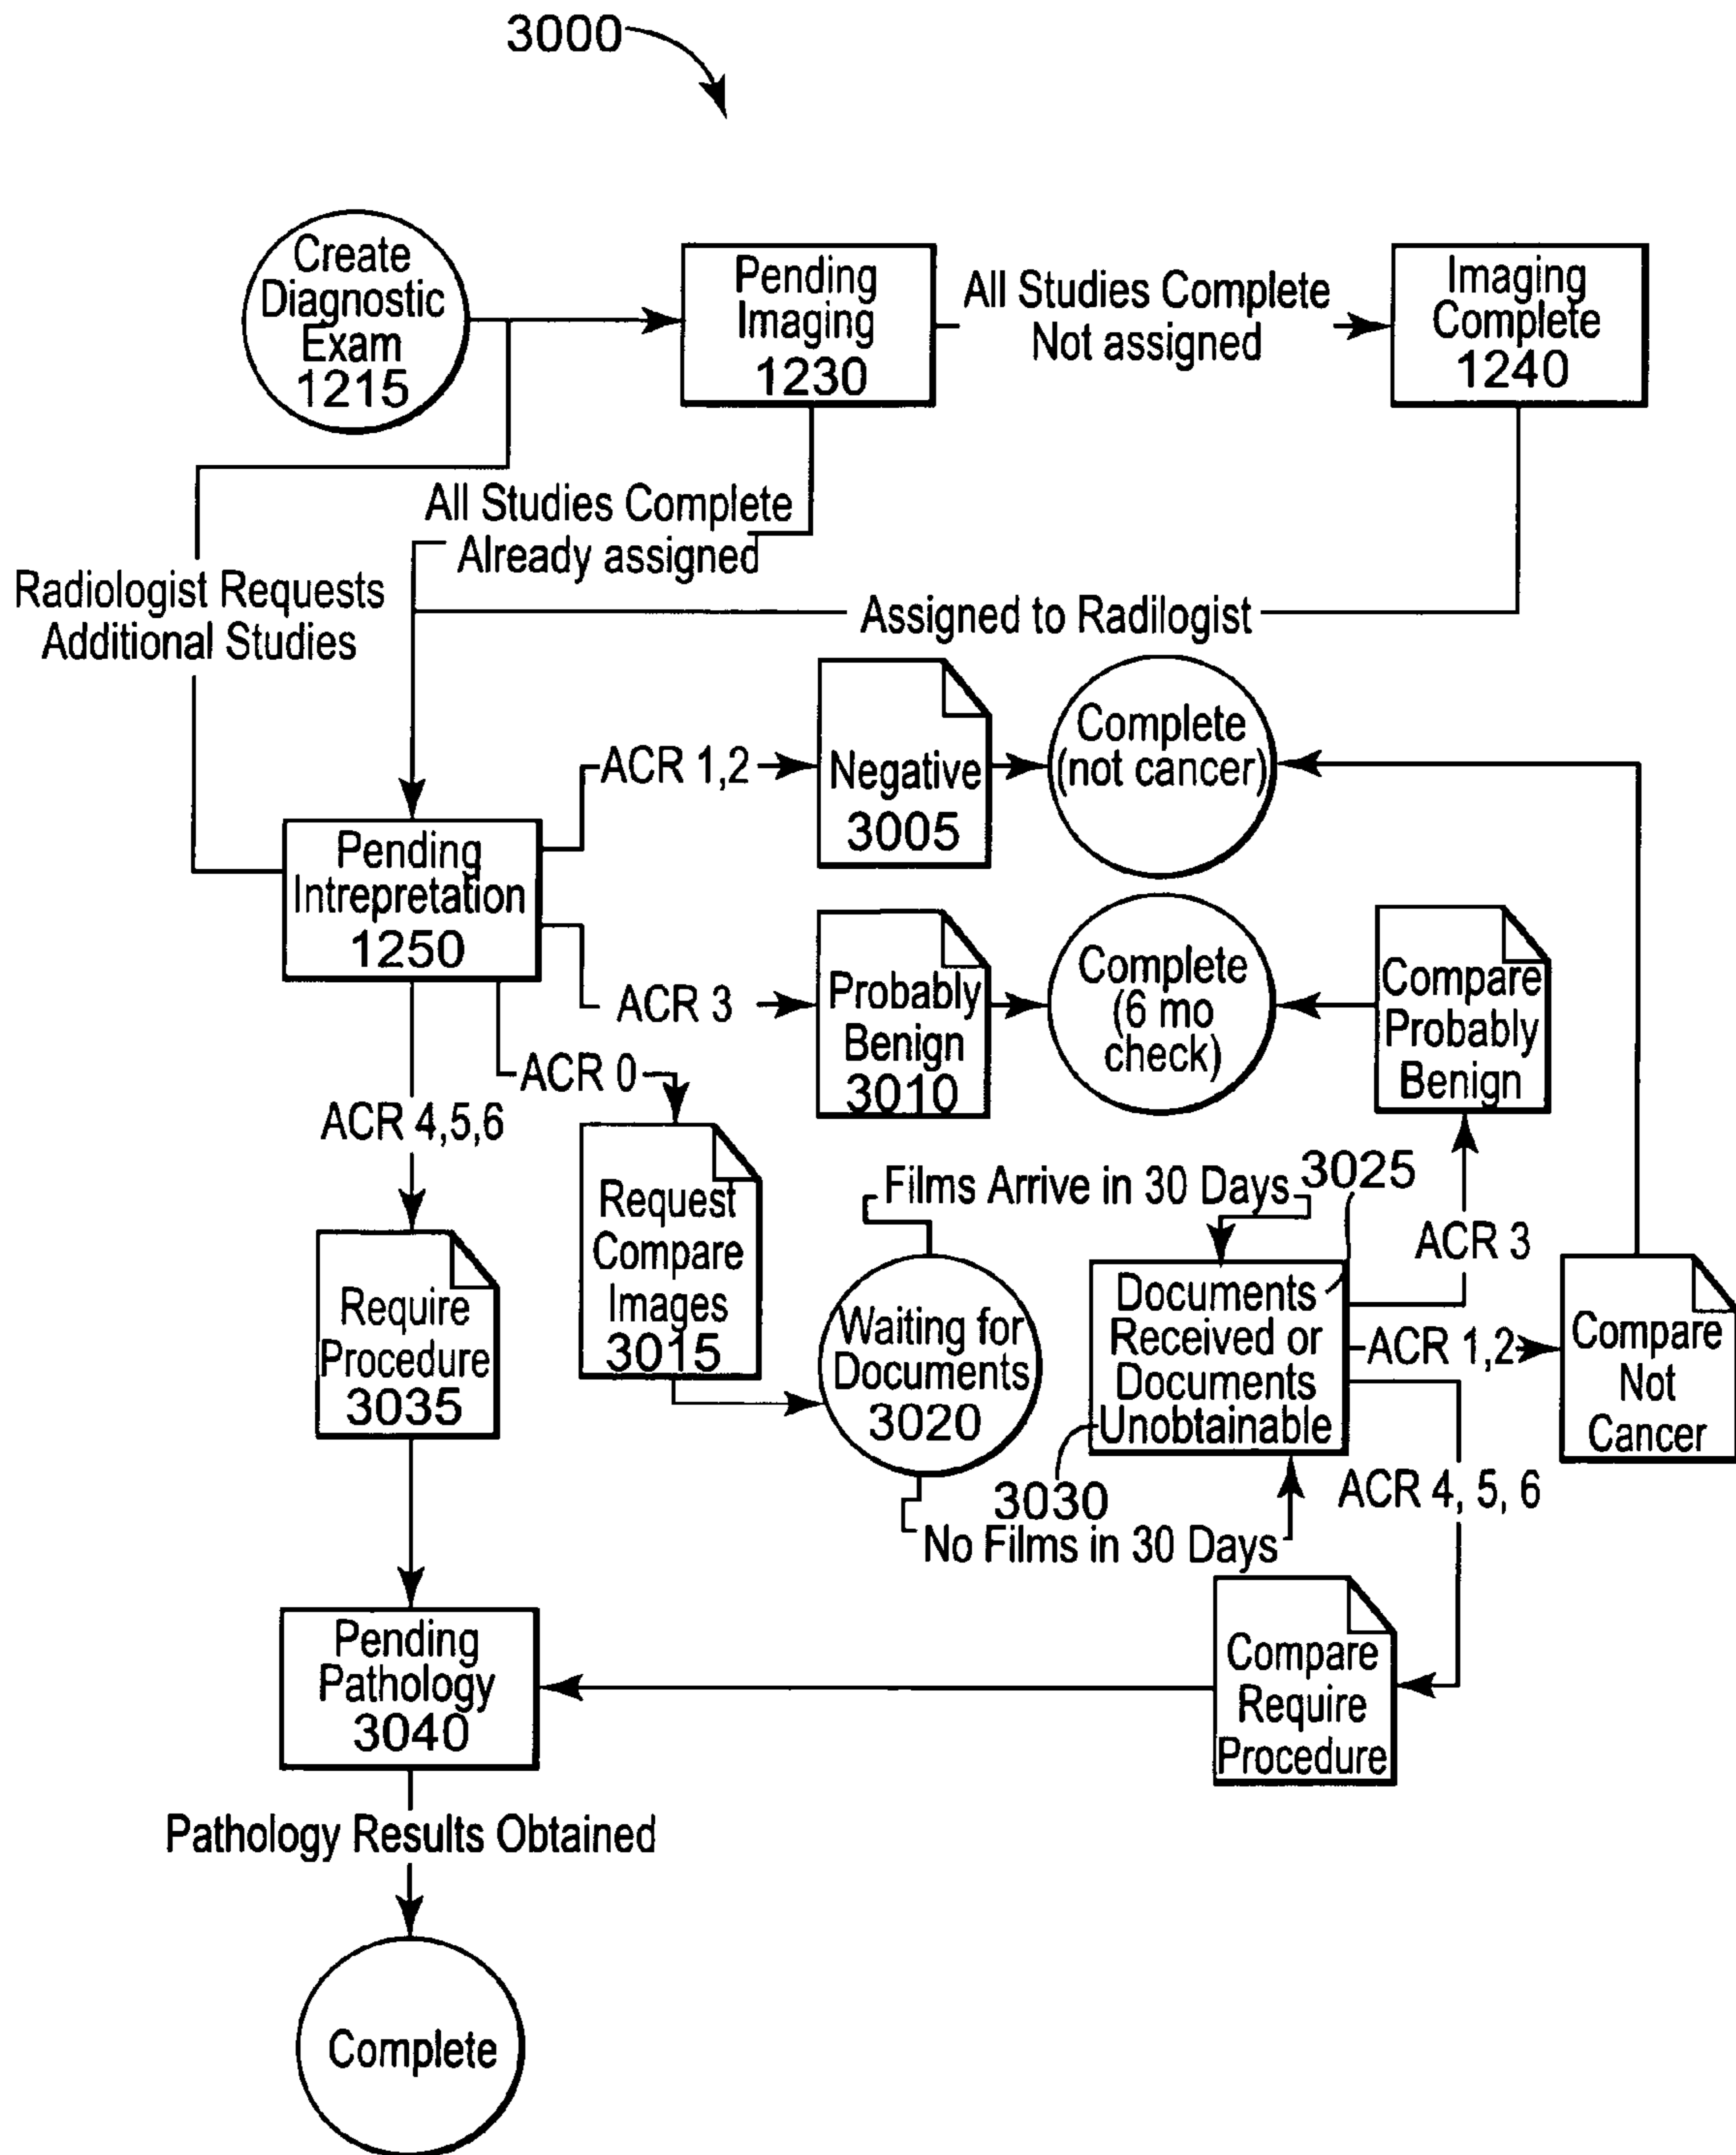 3000
Create
Diagnostic
Exam
1215
Pending
Imaging
1230
All Studies Complete
Not assigned
Imaging
Complete
1240
All Studies Complete
Already assigned
Radiologist Requests
Additional Studies
Assigned to Radilogist
Pending
Intrepretation
1250
ACR 1,2
Negative
3005
Complete
(not cancer)
ACR 3
Probably
Benign
3010
Complete
(6 mo
check)
Compare
Probably
Benign
ACR 0
ACR 4,5,6
Request
Compare
Images
3015
Films Arrive in 30 Days
3025
ACR 3
Require
Procedure
3035
Waiting for
Documents
3020
Documents
Received or
Documents
Unobtainable
ACR 1,2
Compare
Not
Cancer
3030
No Films in 30 Days
ACR 4, 5, 6
Pending
Pathology
3040
Compare
Require
Procedure
Pathology Results Obtained
Complete